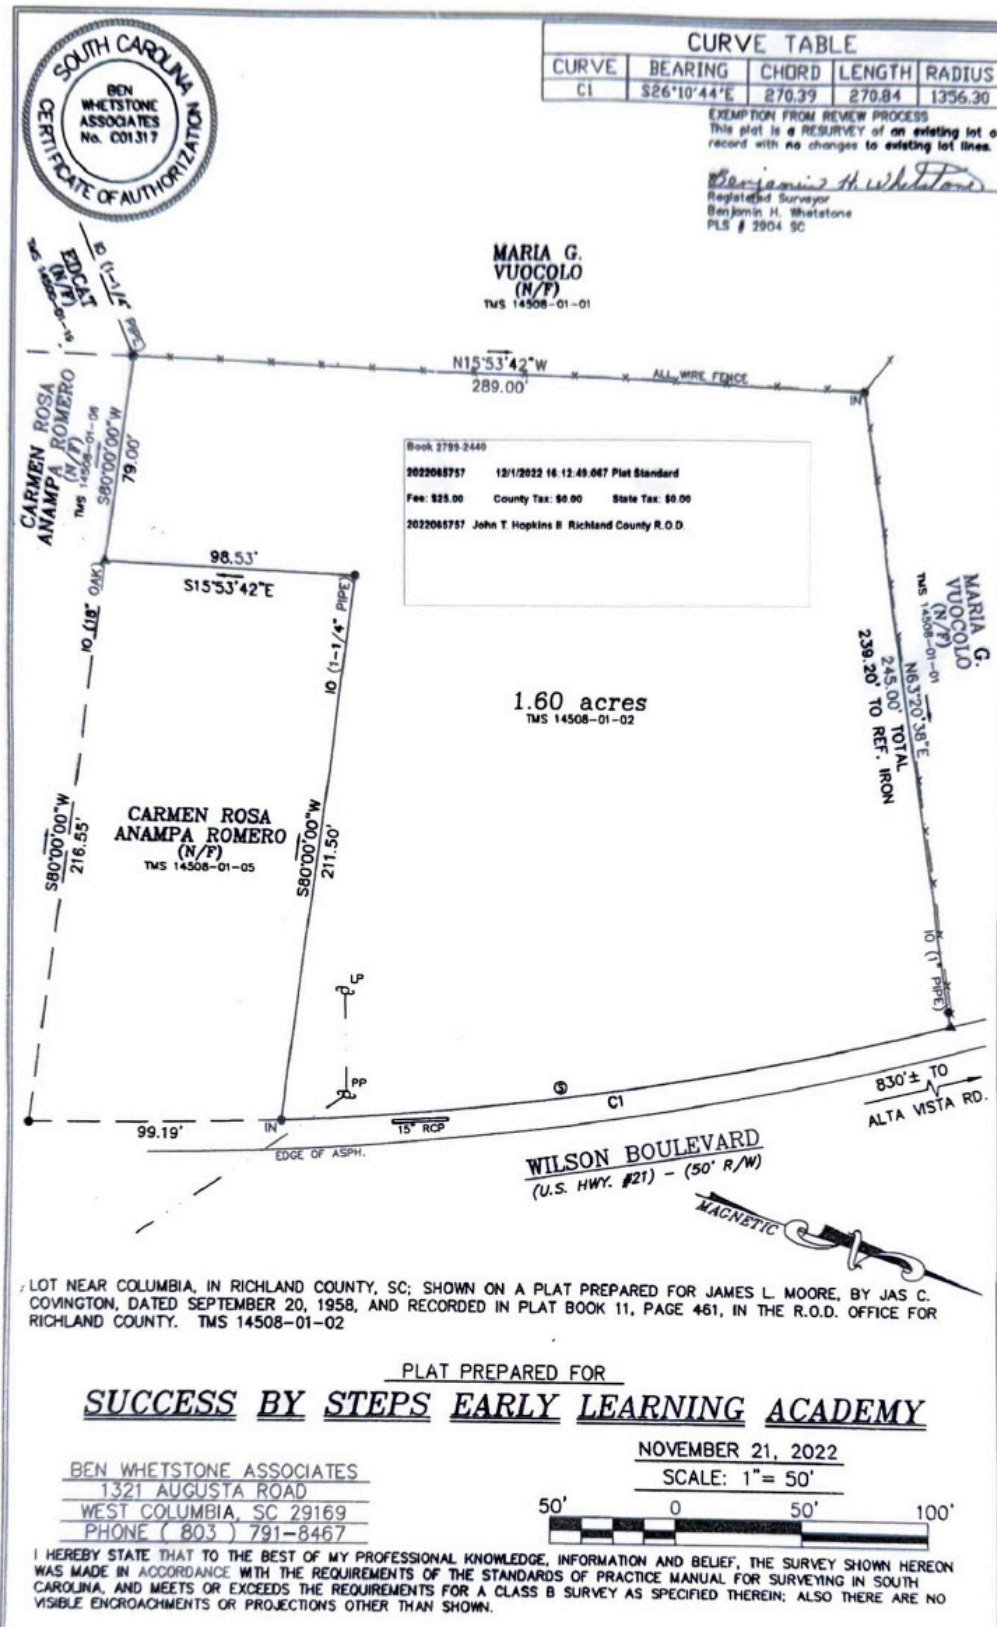 SOUTH CAROLINA
CERTIFICATE OF AUTHORIZATION
BEN
WHETSTONE
ASSOCIATES
No. C01317
CURVE TABLE
CURVE BEARING CHORD LENGTH RADIUS
C1 S26°10'44"E 270.39 270.84 1356.30
EXEMPTION FROM REVIEW PROCESS
This plat is a RESURVEY of an existing lot of
record with no changes to existing lot lines.
Benjamin H. Whetstone
Registered Surveyor
Benjamin H. Whetstone
PLS # 2904 SC
IO (1-1/4" PIPE)
EDCAT
(N/F)
MARIA G.
VUOCOLO
(N/F)
TMS 14508-01-01
N15°53'42"W
289.00'
ALL WIRE FENCE
IN
CARMEN ROSA
ANAMPA ROMERO
(N/F)
TMS 14508-01-06
S80°00'00"W
79.00'
Book 2799-2440
2022065757 12/1/2022 16:12:49:067 Plat Standard
Fee: $25.00 County Tax: $0.00 State Tax: $0.00
2022065757 John T. Hopkins II Richland County R.O.D.
98.53'
S15°53'42"E
IO (18" OAK)
IO (1-1/4" PIPE)
MARIA G.
VUOCOLO
(N/F)
TMS 14508-01-01
N63°20'38"E
245.00' TOTAL
239.20' TO REF. IRON
1.60 acres
TMS 14508-01-02
CARMEN ROSA
ANAMPA ROMERO
(N/F)
TMS 14508-01-05
S80°00'00"W
216.55'
S80°00'00"W
211.50'
IO (1" PIPE)
LP
PP
S
C1
830'± TO
ALTA VISTA RD.
99.19'
IN
15" RCP
EDGE OF ASPH.
WILSON BOULEVARD
(U.S. HWY. #21) - (50' R/W)
MAGNETIC
LOT NEAR COLUMBIA, IN RICHLAND COUNTY, SC; SHOWN ON A PLAT PREPARED FOR JAMES L. MOORE, BY JAS C.
COVINGTON, DATED SEPTEMBER 20, 1958, AND RECORDED IN PLAT BOOK 11, PAGE 461, IN THE R.O.D. OFFICE FOR
RICHLAND COUNTY. TMS 14508-01-02
PLAT PREPARED FOR
SUCCESS BY STEPS EARLY LEARNING ACADEMY
NOVEMBER 21, 2022
SCALE: 1"= 50'
BEN WHETSTONE ASSOCIATES
1321 AUGUSTA ROAD
WEST COLUMBIA, SC 29169
PHONE ( 803 ) 791-8467
50' 0 50' 100'
I HEREBY STATE THAT TO THE BEST OF MY PROFESSIONAL KNOWLEDGE, INFORMATION AND BELIEF, THE SURVEY SHOWN HEREON
WAS MADE IN ACCORDANCE WITH THE REQUIREMENTS OF THE STANDARDS OF PRACTICE MANUAL FOR SURVEYING IN SOUTH
CAROLINA, AND MEETS OR EXCEEDS THE REQUIREMENTS FOR A CLASS B SURVEY AS SPECIFIED THEREIN; ALSO THERE ARE NO
VISIBLE ENCROACHMENTS OR PROJECTIONS OTHER THAN SHOWN.